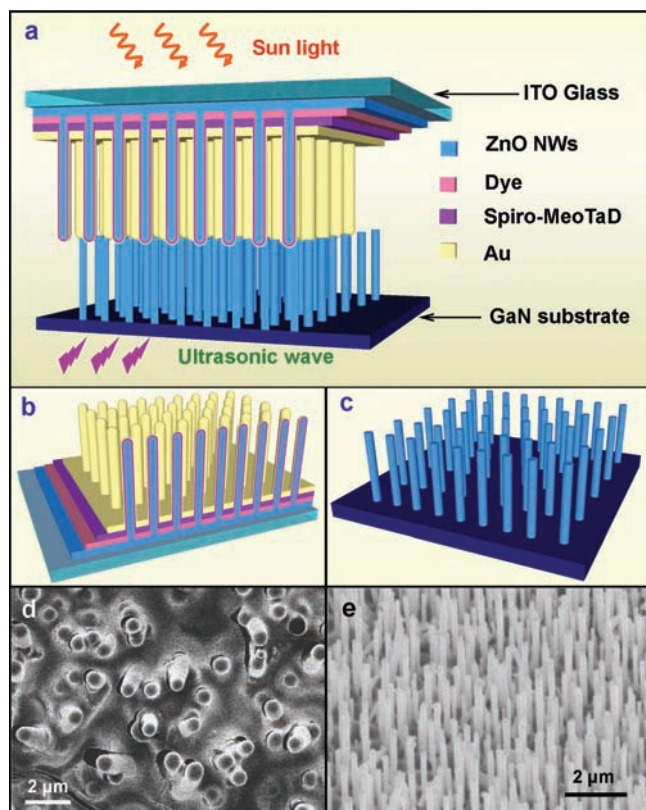 a
Sun light
ITO Glass
ZnO NWs
Dye
Spiro-MeoTaD
Au
GaN substrate
Ultrasonic wave
b
c
d
2 µm
e
2 µm